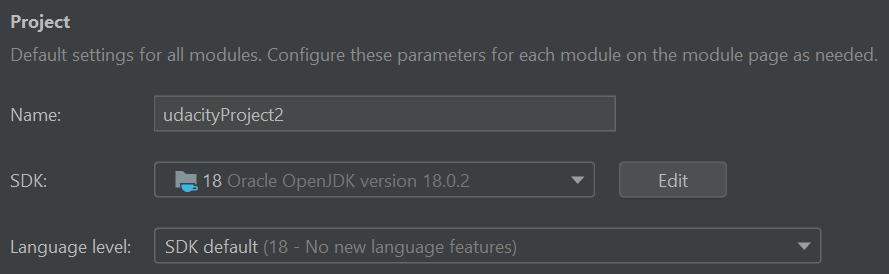 Project
Default settings for all modules. Configure these parameters for each module on the module page as needed.
Name: udacityProject2
SDK: 18 Oracle OpenJDK version 18.0.2 Edit
Language level: SDK default (18 - No new language features)